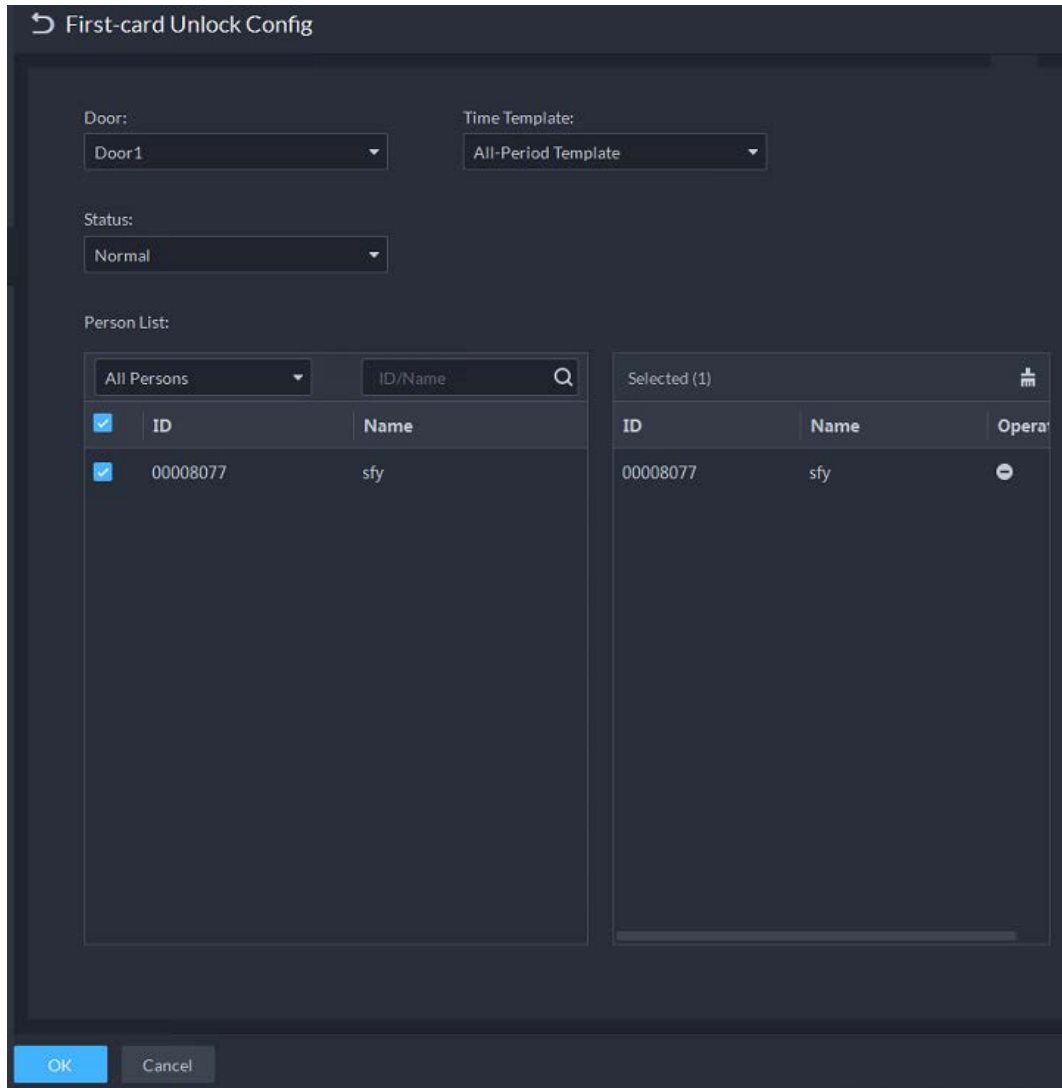 First-card Unlock Config
Door: Time Template:
Door1 All-Period Template
Status:
Normal
Person List:
All Persons ID/Name Selected (1)
ID Name ID Name Operat
00008077 sfy 00008077 sfy
OK Cancel